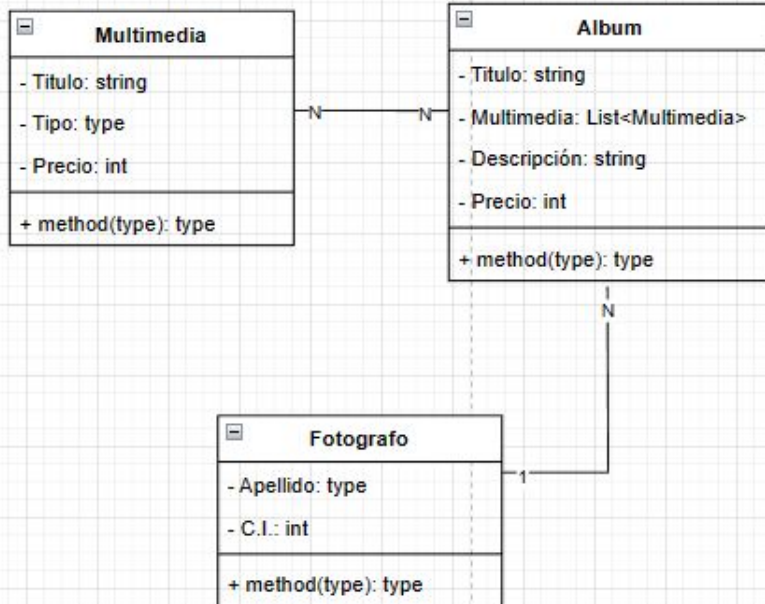 Multimedia
- Titulo: string
- Tipo: type
- Precio: int
+ method(type): type
N
N
Album
- Titulo: string
- Multimedia: List<Multimedia>
- Descripción: string
- Precio: int
+ method(type): type
N
Fotografo
- Apellido: type
- C.I.: int
+ method(type): type
1